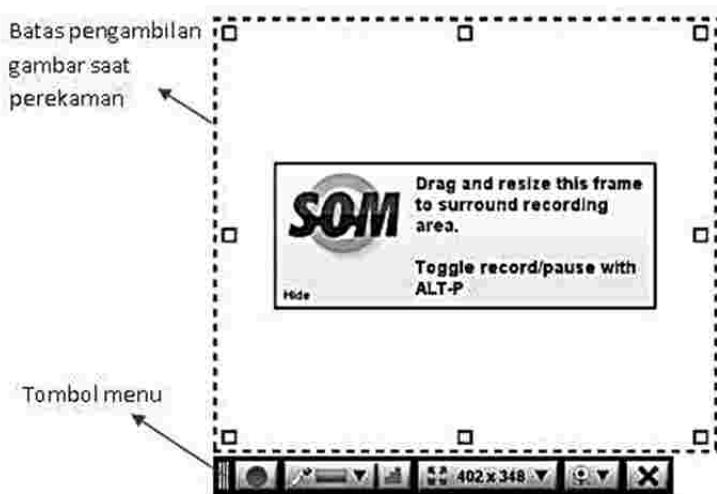 Batas pengambilan
gambar saat
perekaman
SOM
Drag and resize this frame
to surround recording
area.
Toggle record/pause with
ALT-P
Hide
Tombol menu
402 x 348